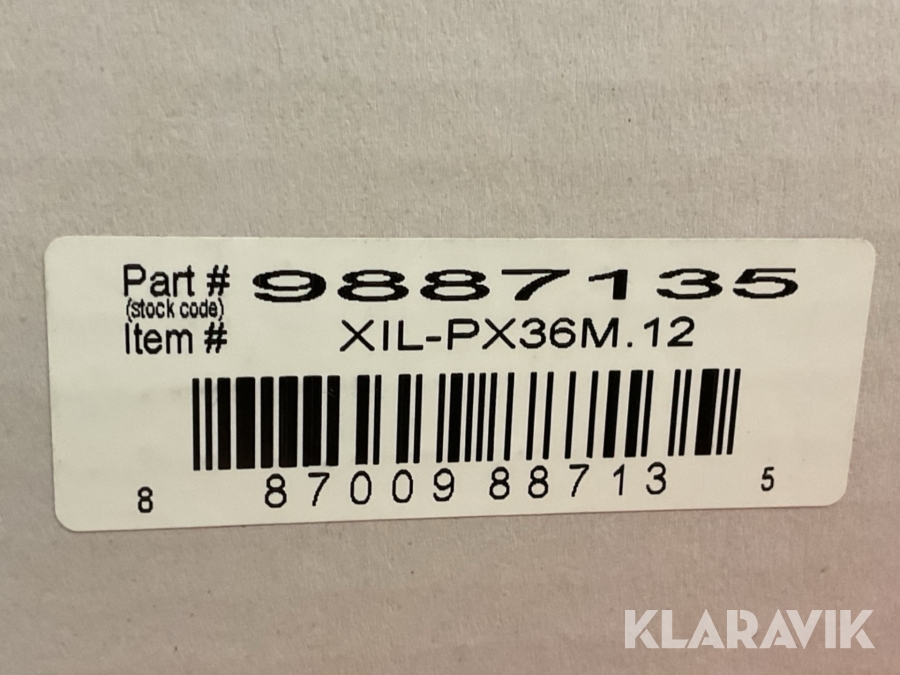 Part # 9887135
(stock code)
Item # XIL-PX36M.12
8 87009 88713 5
KLARAVIK